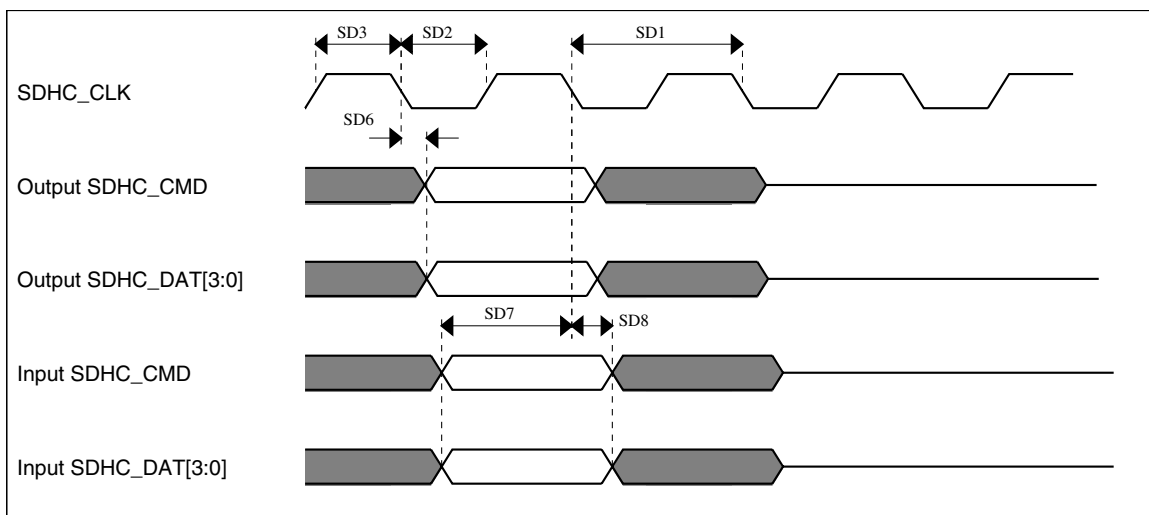 SD3 SD2 SD1
SDHC_CLK
SD6
Output SDHC_CMD
Output SDHC_DAT[3:0]
SD7 SD8
Input SDHC_CMD
Input SDHC_DAT[3:0]